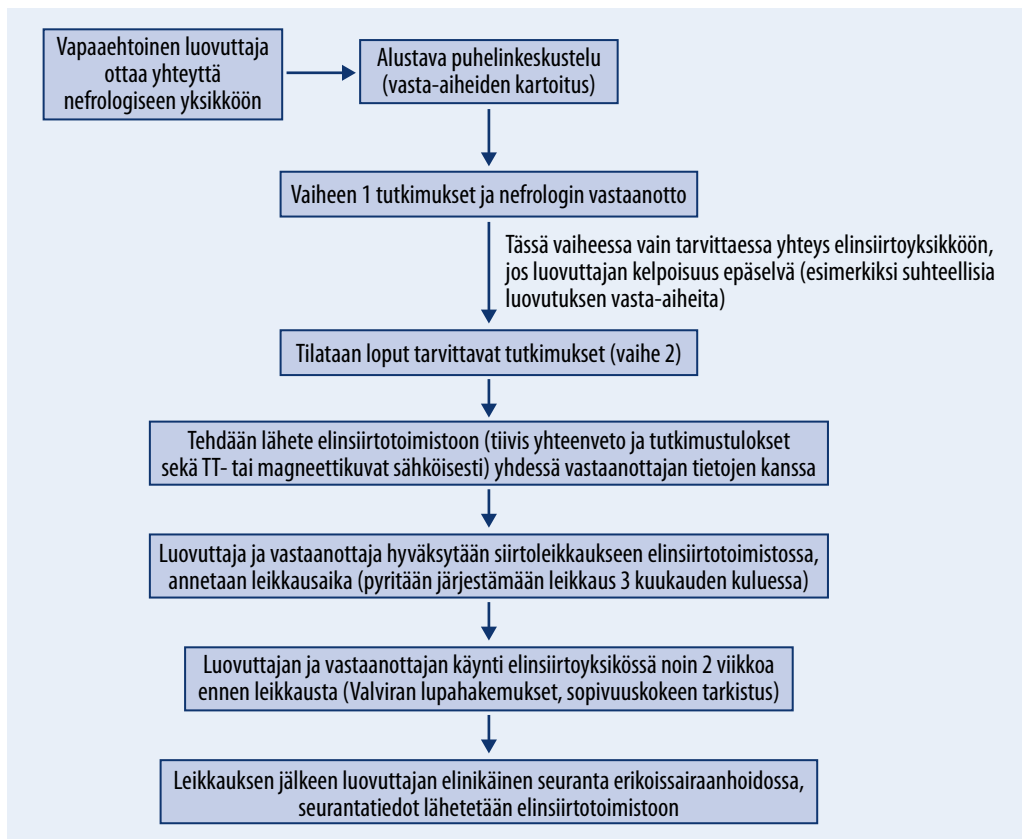 Vapaaehtoinen luovuttaja
ottaa yhteyttä
nefrologiseen yksikköön
Alustava puhelinkeskustelu
(vasta-aiheiden kartoitus)
Vaiheen 1 tutkimukset ja nefrologin vastaanotto
Tässä vaiheessa vain tarvittaessa yhteys elinsiirtoyksikköön,
jos luovuttajan kelpoisuus epäselvä (esimerkiksi suhteellisia
luovutuksen vasta-aiheita)
Tilataan loput tarvittavat tutkimukset (vaihe 2)
Tehdään lähete elinsiirtotoimistoon (tiivis yhteenveto ja tutkimustulokset
sekä TT- tai magneettikuvat sähköisesti) yhdessä vastaanottajan tietojen kanssa
Luovuttaja ja vastaanottaja hyväksytään siirtoleikkaukseen elinsiirtotoimistossa,
annetaan leikkausaika (pyritään järjestämään leikkaus 3 kuukauden kuluessa)
Luovuttajan ja vastaanottajan käynti elinsiirtoyksikössä noin 2 viikkoa
ennen leikkausta (Valviran lupahakemukset, sopivuuskokeen tarkistus)
Leikkauksen jälkeen luovuttajan elinikäinen seuranta erikoissairaanhoidossa,
seurantatiedot lähetetään elinsiirtotoimistoon